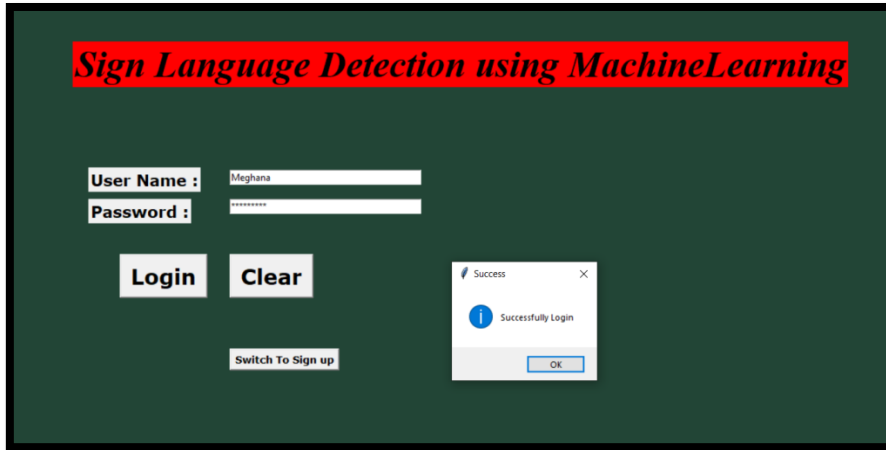 Sign Language Detection using MachineLearning
User Name :
Meghana
Password :
*********
Login
Clear
Success
Successfully Login
OK
Switch To Sign up